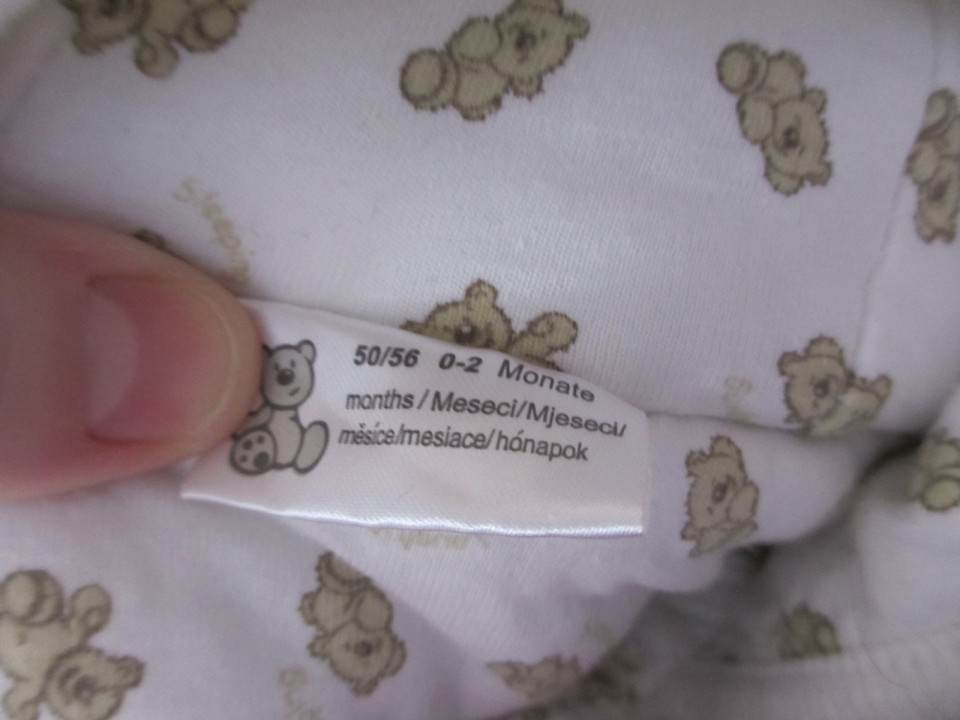 50/56 0-2 Monate
months / Meseci/Mjeseci/
měsíce/mesiace/ hónapok